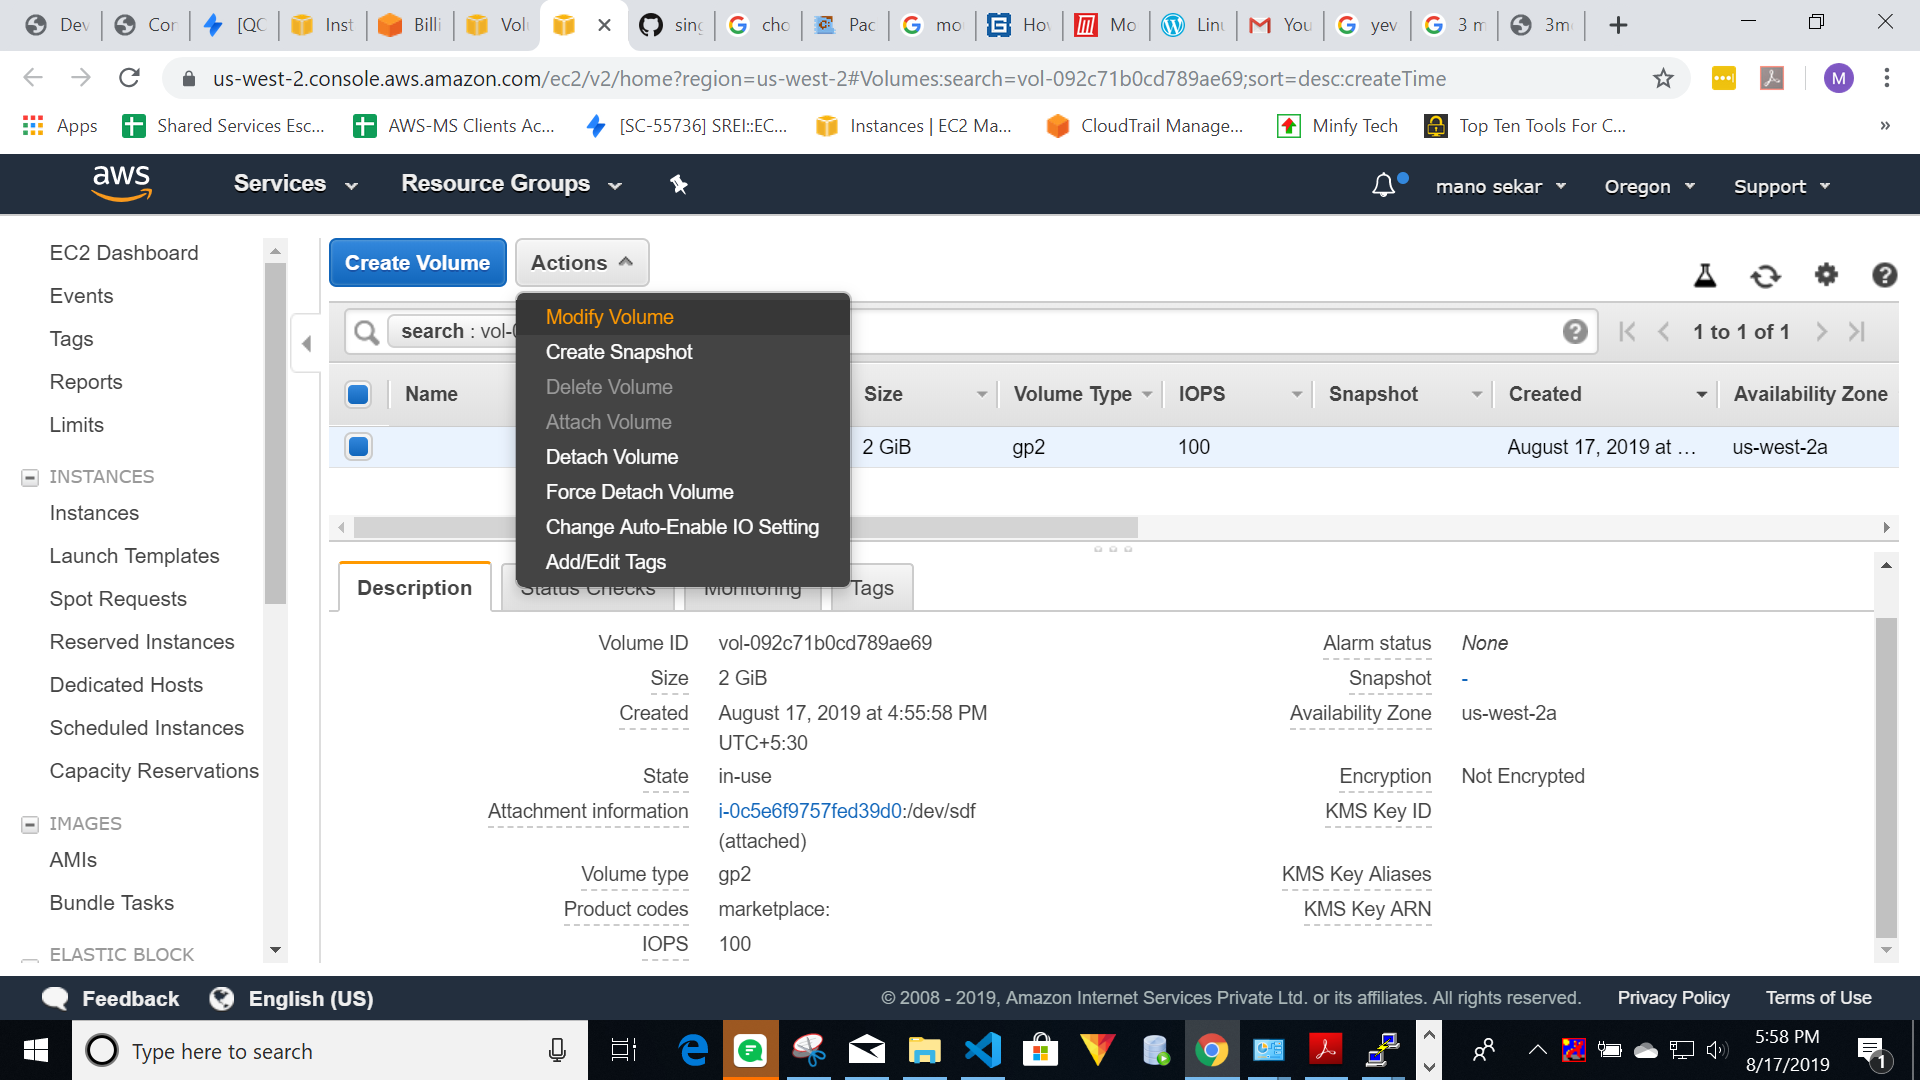 Dev
Cor
[QC
Inst
Billi
Volu
sing
cho
Pac
mo
Hov
Mo
Linu
You
yev
3 m
3mo
us-west-2.console.aws.amazon.com/ec2/v2/home?region=us-west-2#Volumes:search=vol-092c71b0cd789ae69;sort=desc:createTime
M
Apps
Shared Services Esc...
AWS-MS Clients Ac...
[SC-55736] SREI::EC...
Instances | EC2 Ma...
CloudTrail Manage...
Minfy Tech
Top Ten Tools For C...
»
aws
Services
Resource Groups
mano sekar
Oregon
Support
EC2 Dashboard
Events
Tags
Reports
Limits
INSTANCES
Instances
Launch Templates
Spot Requests
Reserved Instances
Dedicated Hosts
Scheduled Instances
Capacity Reservations
IMAGES
AMIs
Bundle Tasks
ELASTIC BLOCK
Create Volume
Actions
Modify Volume
Create Snapshot
Delete Volume
Attach Volume
Detach Volume
Force Detach Volume
Change Auto-Enable IO Setting
Add/Edit Tags
search : vol-0
1 to 1 of 1
Name
Size
Volume Type
IOPS
Snapshot
Created
Availability Zone
2 GiB
gp2
100
August 17, 2019 at ...
us-west-2a
Description
Status Checks
Monitoring
Tags
Volume ID vol-092c71b0cd789ae69
Size 2 GiB
Created August 17, 2019 at 4:55:58 PM
UTC+5:30
State in-use
Attachment information i-0c5e6f9757fed39d0:/dev/sdf
(attached)
Volume type gp2
Product codes marketplace:
IOPS 100
Alarm status None
Snapshot -
Availability Zone us-west-2a
Encryption Not Encrypted
KMS Key ID
KMS Key Aliases
KMS Key ARN
Feedback
English (US)
© 2008 - 2019, Amazon Internet Services Private Ltd. or its affiliates. All rights reserved.
Privacy Policy
Terms of Use
Type here to search
5:58 PM
8/17/2019
1